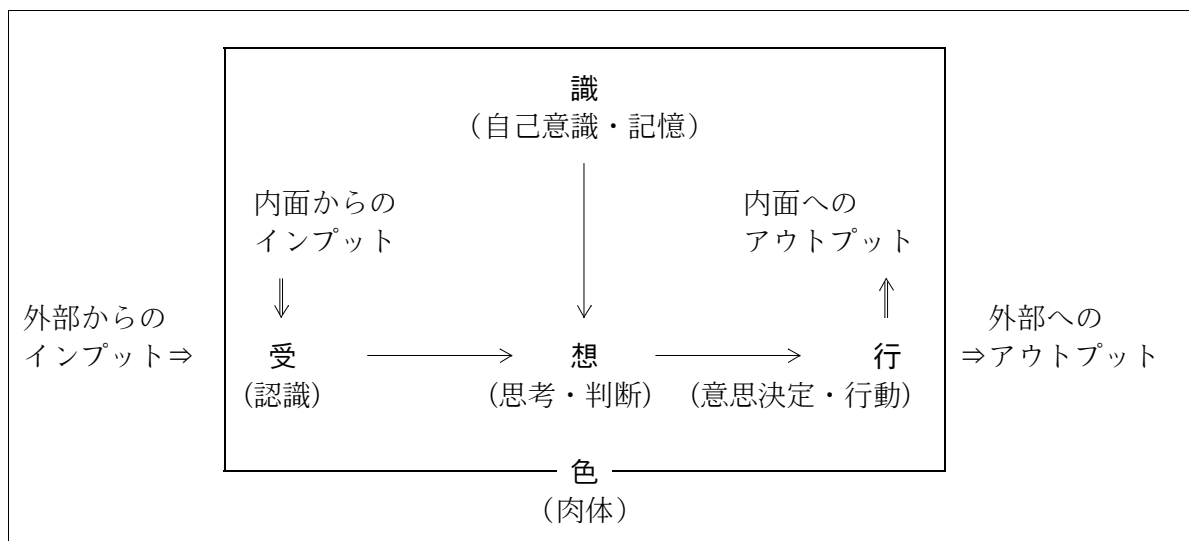 識
（自己意識・記憶）
内面からの
インプット
内面への
アウトプット
外部からの
インプット⇒
受
(認識)
想
(思考・判断)
行
(意思決定・行動)
外部への
⇒アウトプット
色
（肉体）